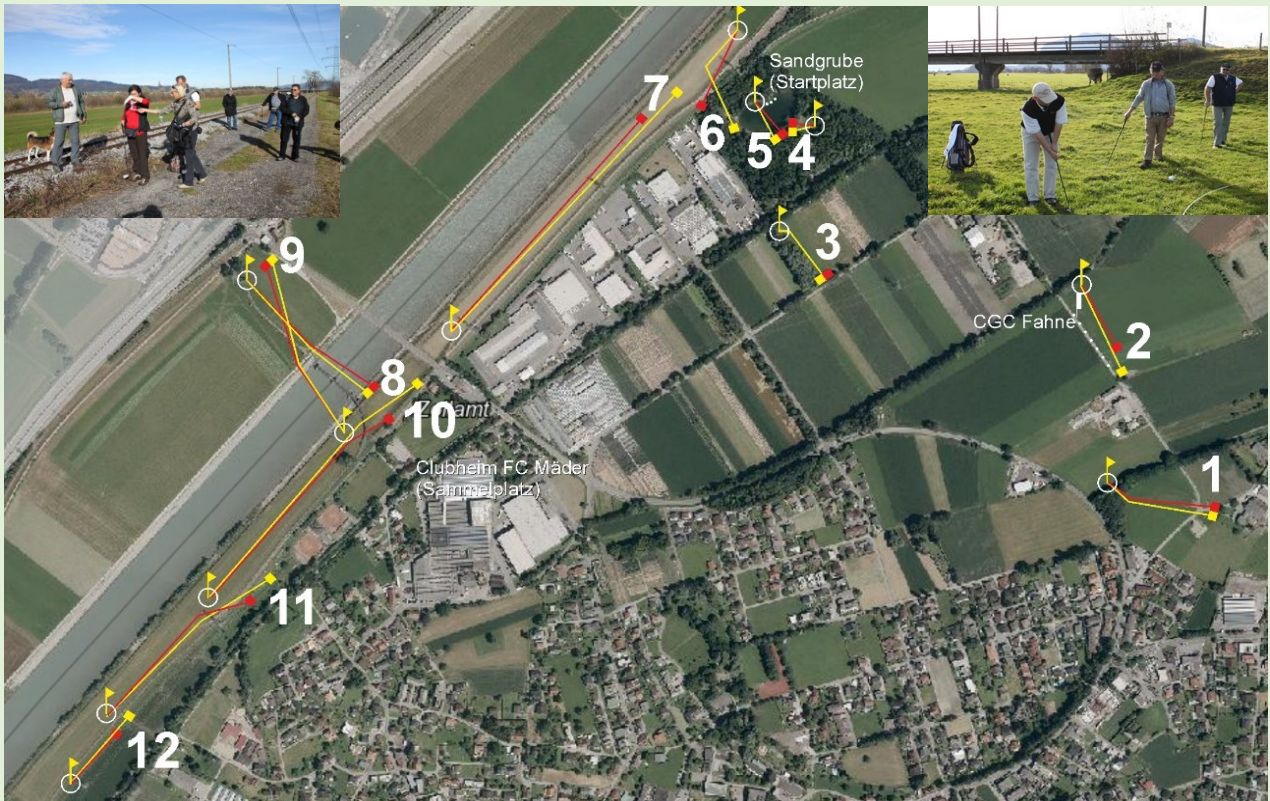 7
Sandgrube
(Startplatz)
6
5
4
3
9
CGC Fahne
2
8
10
Zollamt
Clubheim FC Mäder
(Sammelplatz)
1
11
12